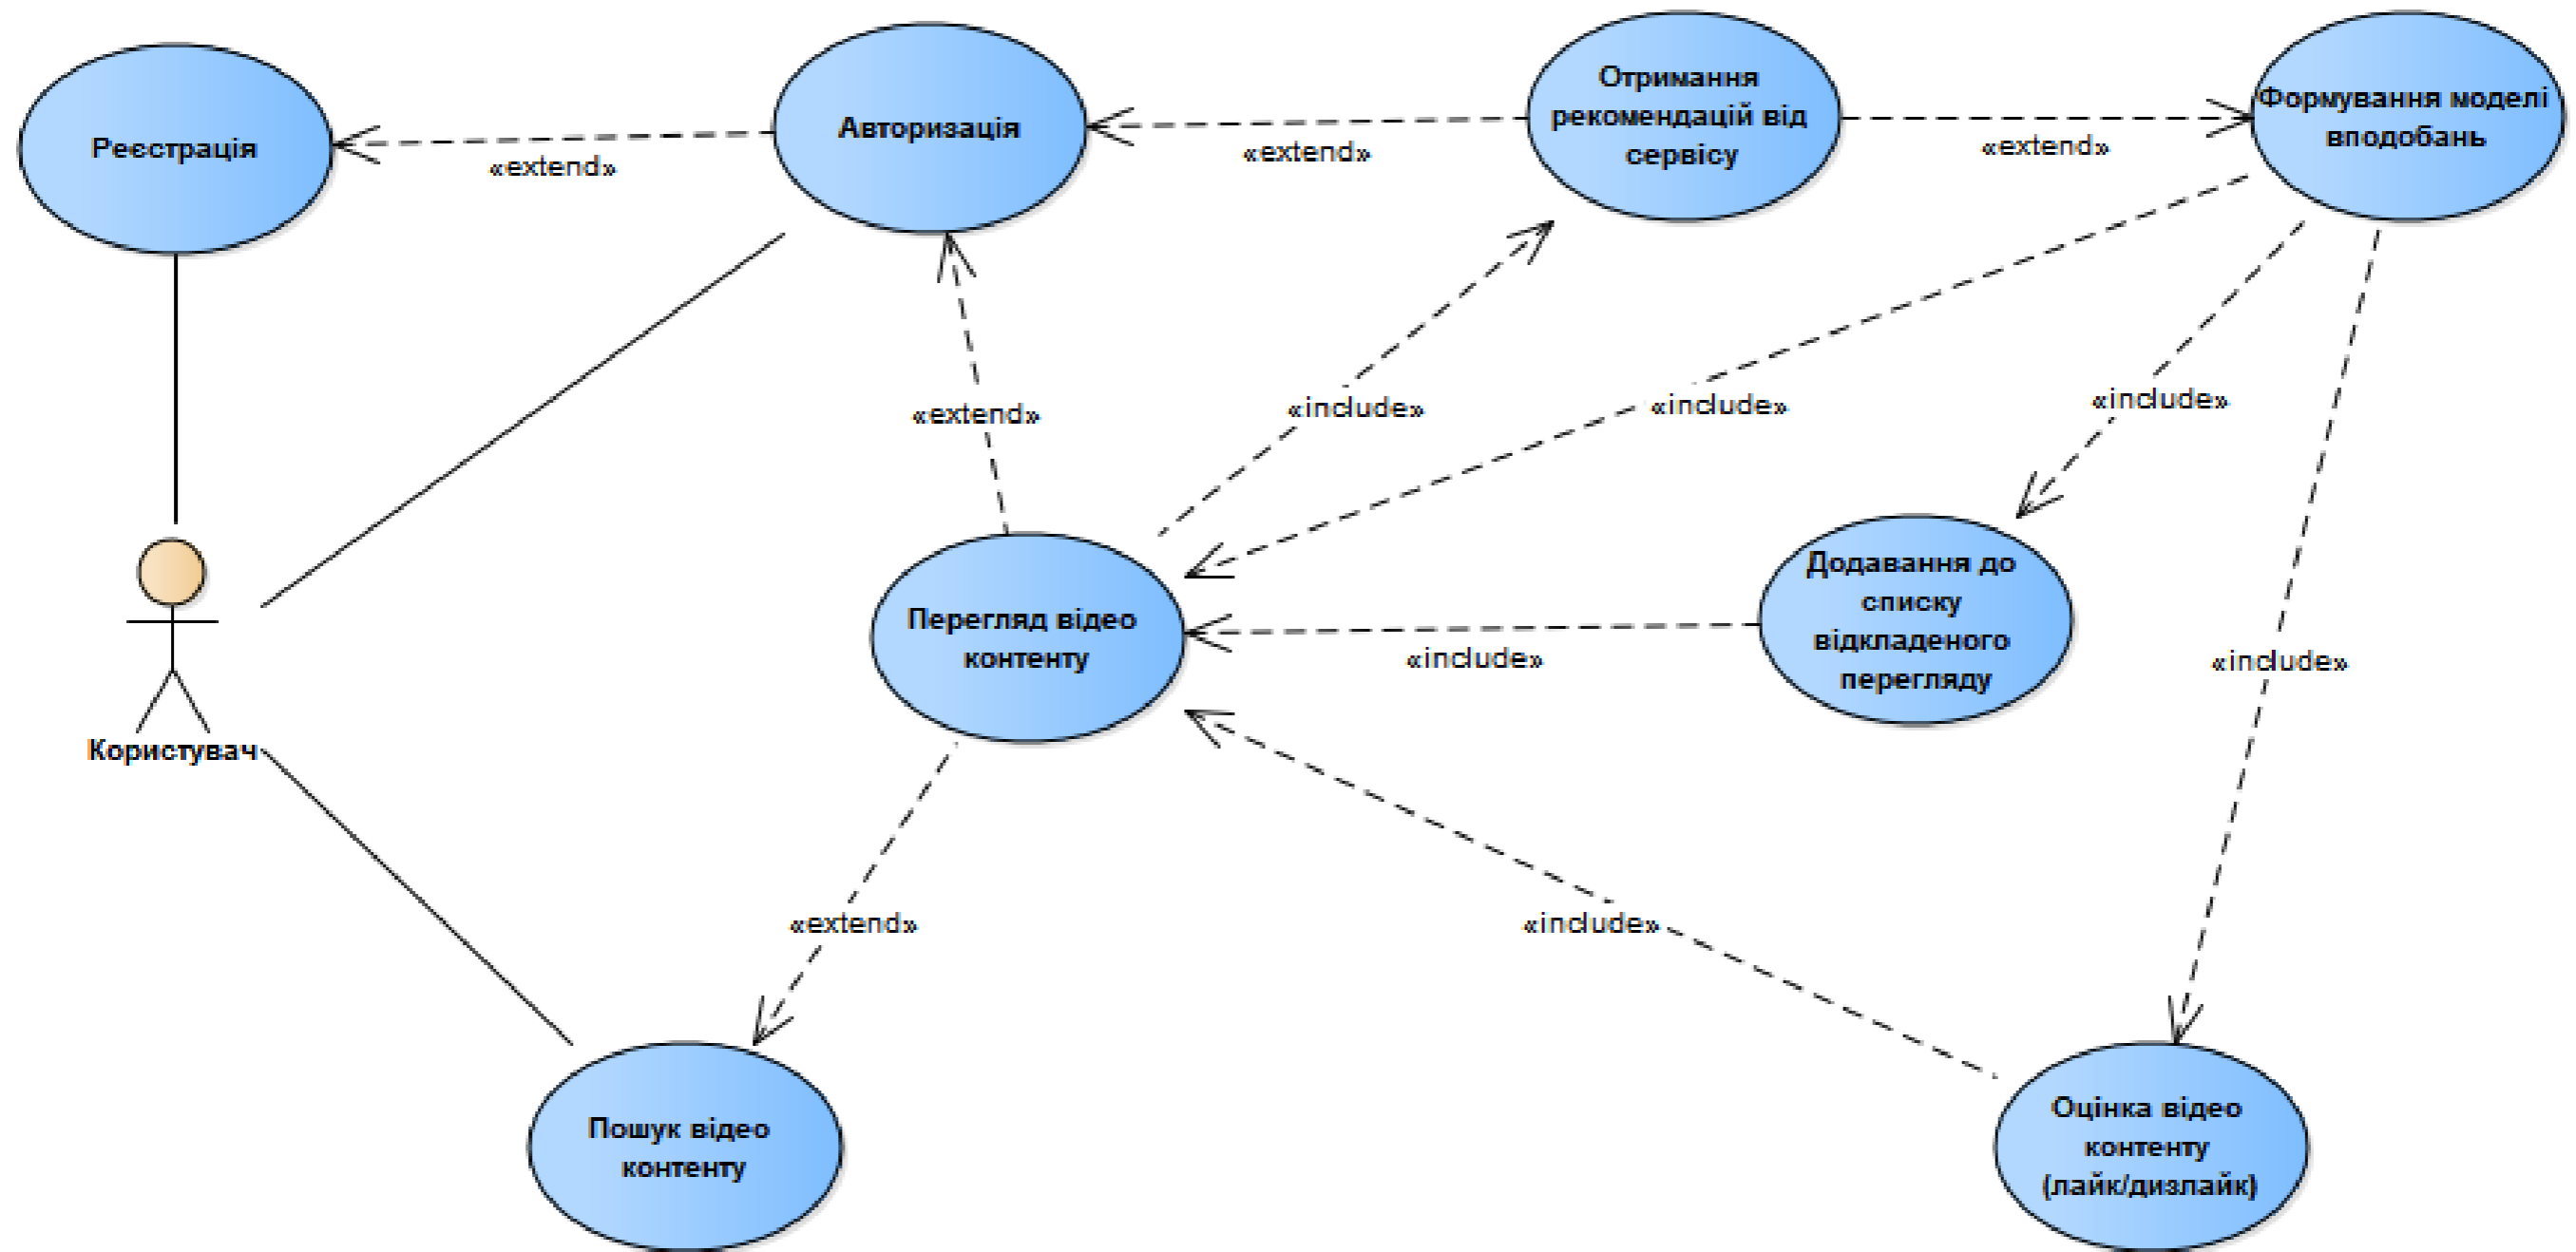 Реєстрація
«extend»
Авторизація
«extend»
Отримання
рекомендацій від
сервісу
«extend»
Формування моделі
вподобань
«extend»
«include»
«include»
«include»
Користувач
Перегляд відео
контенту
«include»
Додавання до
списку
відкладеного
перегляду
«include»
«extend»
«include»
Пошук відео
контенту
Оцінка відео
контенту
(лайк/дизлайк)